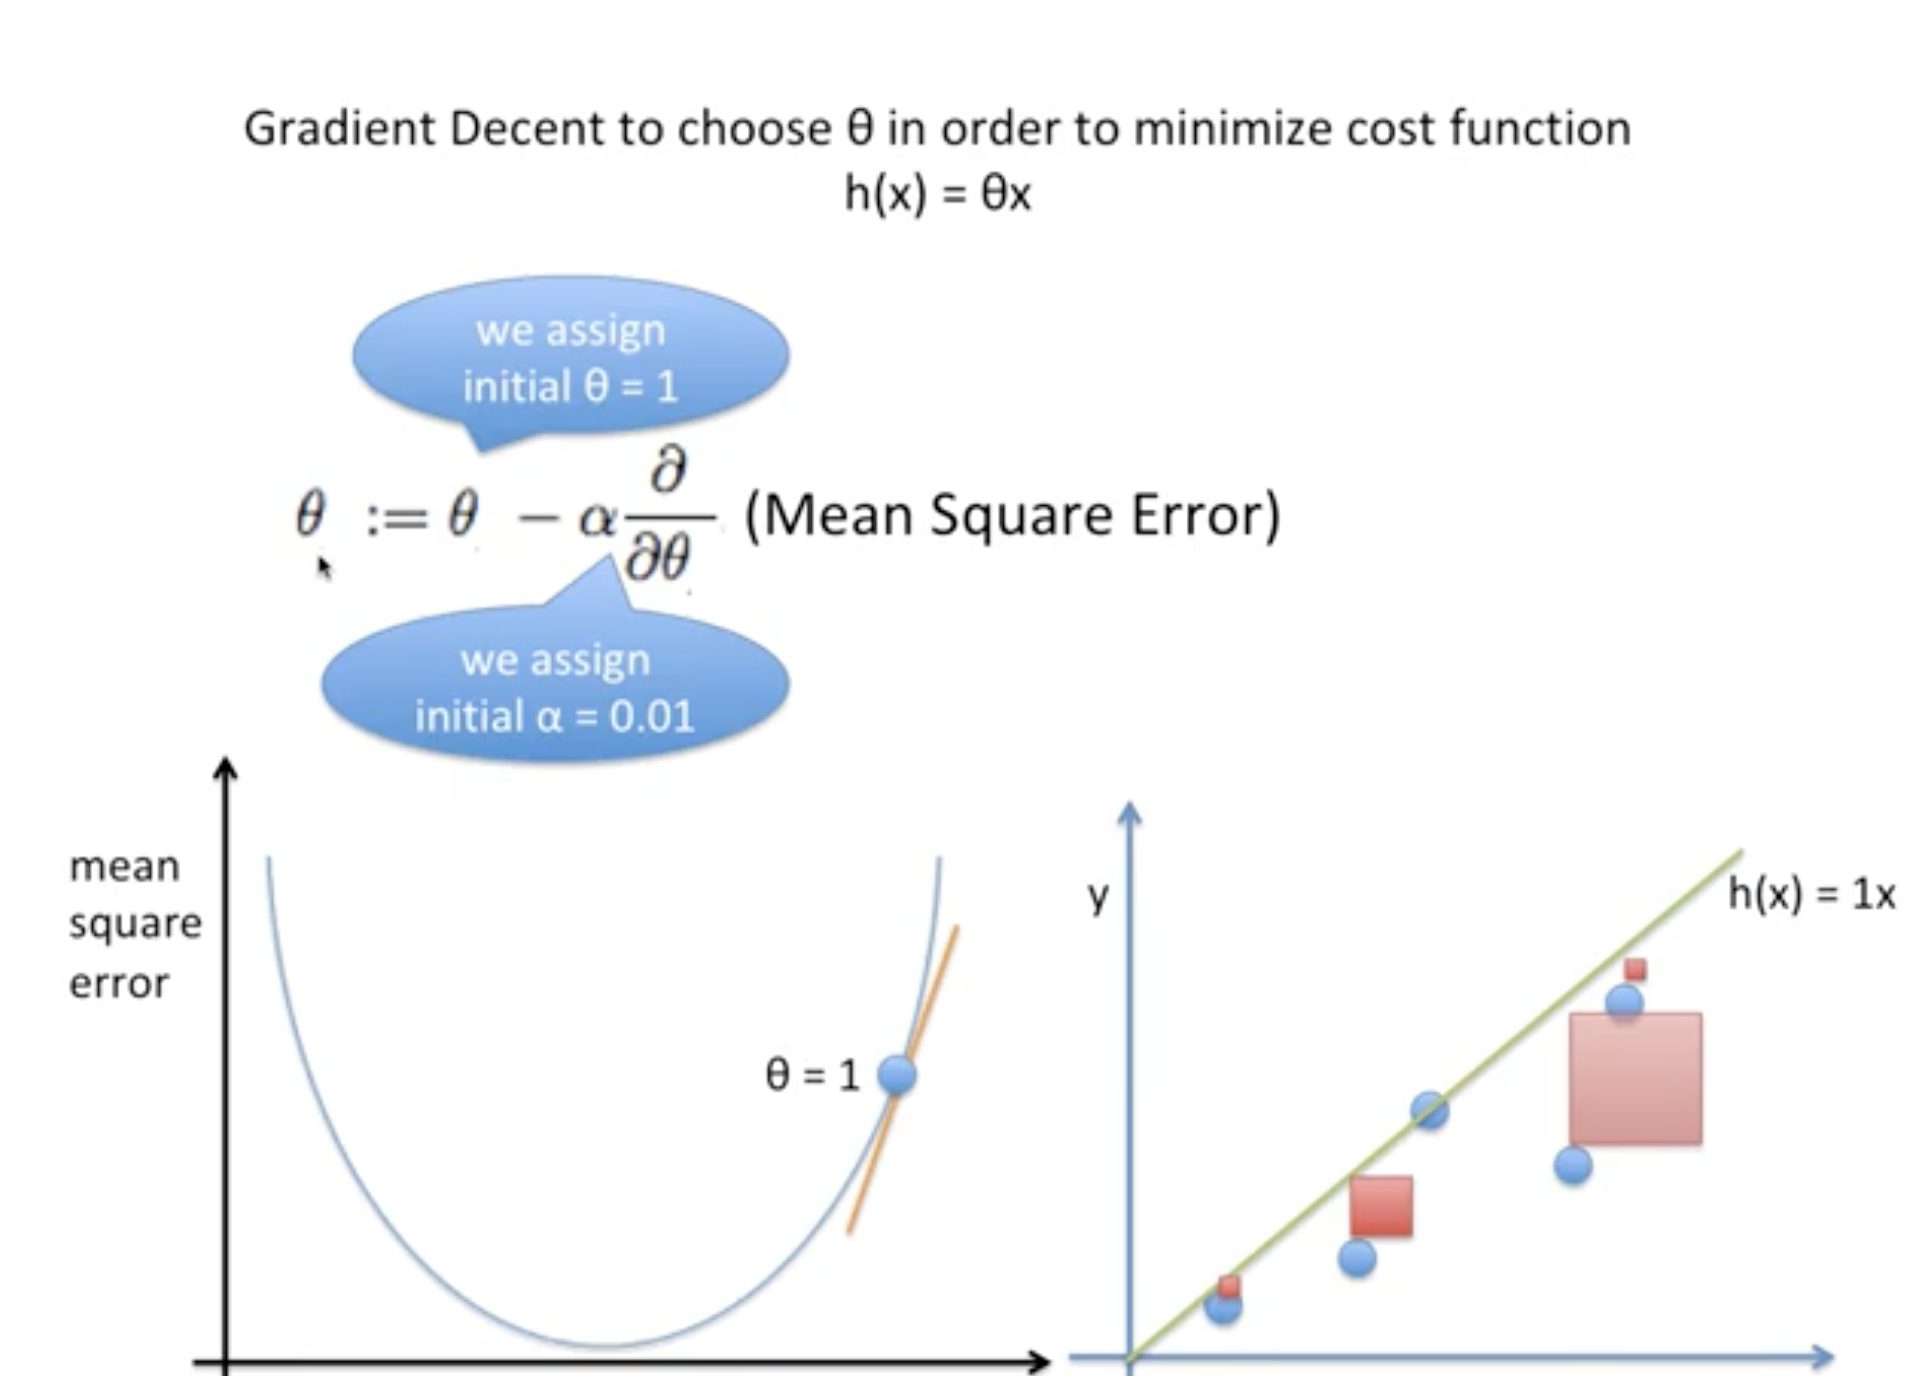 Gradient Decent to choose θ in order to minimize cost function
h(x) = θx
we assign
initial θ = 1
θ := θ − α ∂/∂θ (Mean Square Error)
we assign
initial α = 0.01
mean
square
error
θ = 1
y
h(x) = 1x